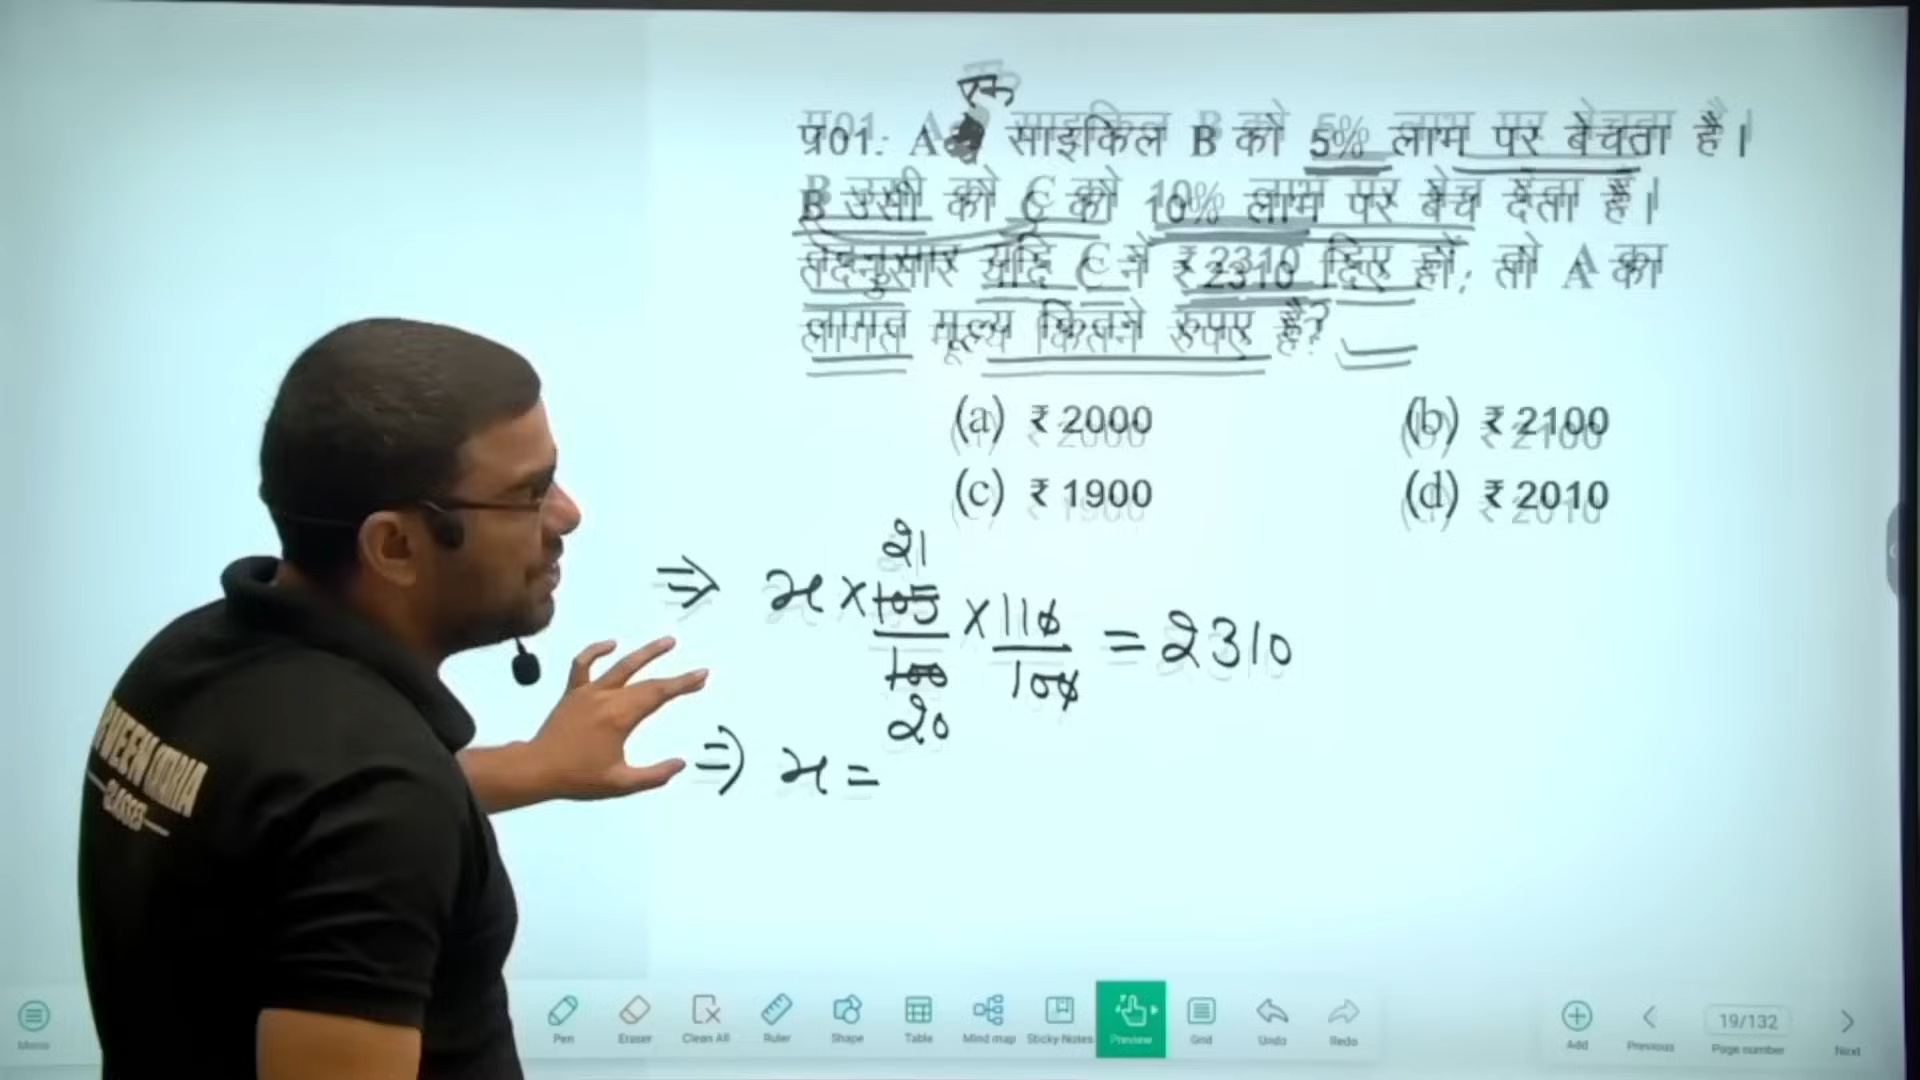 एक
प्र01. A साइकिल B को 5% लाभ पर बेचता है।
B उसी को C को 10% लाभ पर बेच देता है।
तदनुसार यदि C ने ₹ 2310 दिए हों, तो A का
लागत मूल्य कितने रुपए है?
(a) ₹ 2000 (b) ₹ 2100
(c) ₹ 1900 (d) ₹ 2010
21
⇒ x × 105/100 × 110/100 = 2310
20
⇒ x =
CLASSES
Menu Pen Eraser Clean All Ruler Shape Table Mind map Sticky Notes Preview Grid Undo Redo Add Previous 19/132 Page number Next